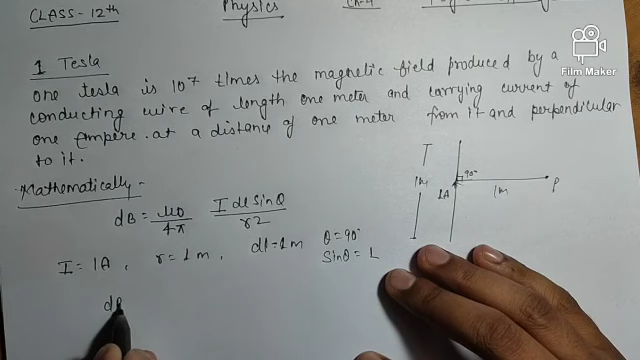 CLASS-12th
Physics
Ch-4
Film Maker
1 Tesla
one tesla is 10⁻⁷ times the magnetic field produced by a
conducting wire of length one meter and carrying current of
one Ampere. at a distance of one meter from it and perpendicular
to it.
Mathematically:-
dB = μ0/4π I dl Sinθ/r2
I = 1A, r = 1m, dl = 1m θ = 90°
Sinθ = 1
dB
1m 1A 90° 1m P